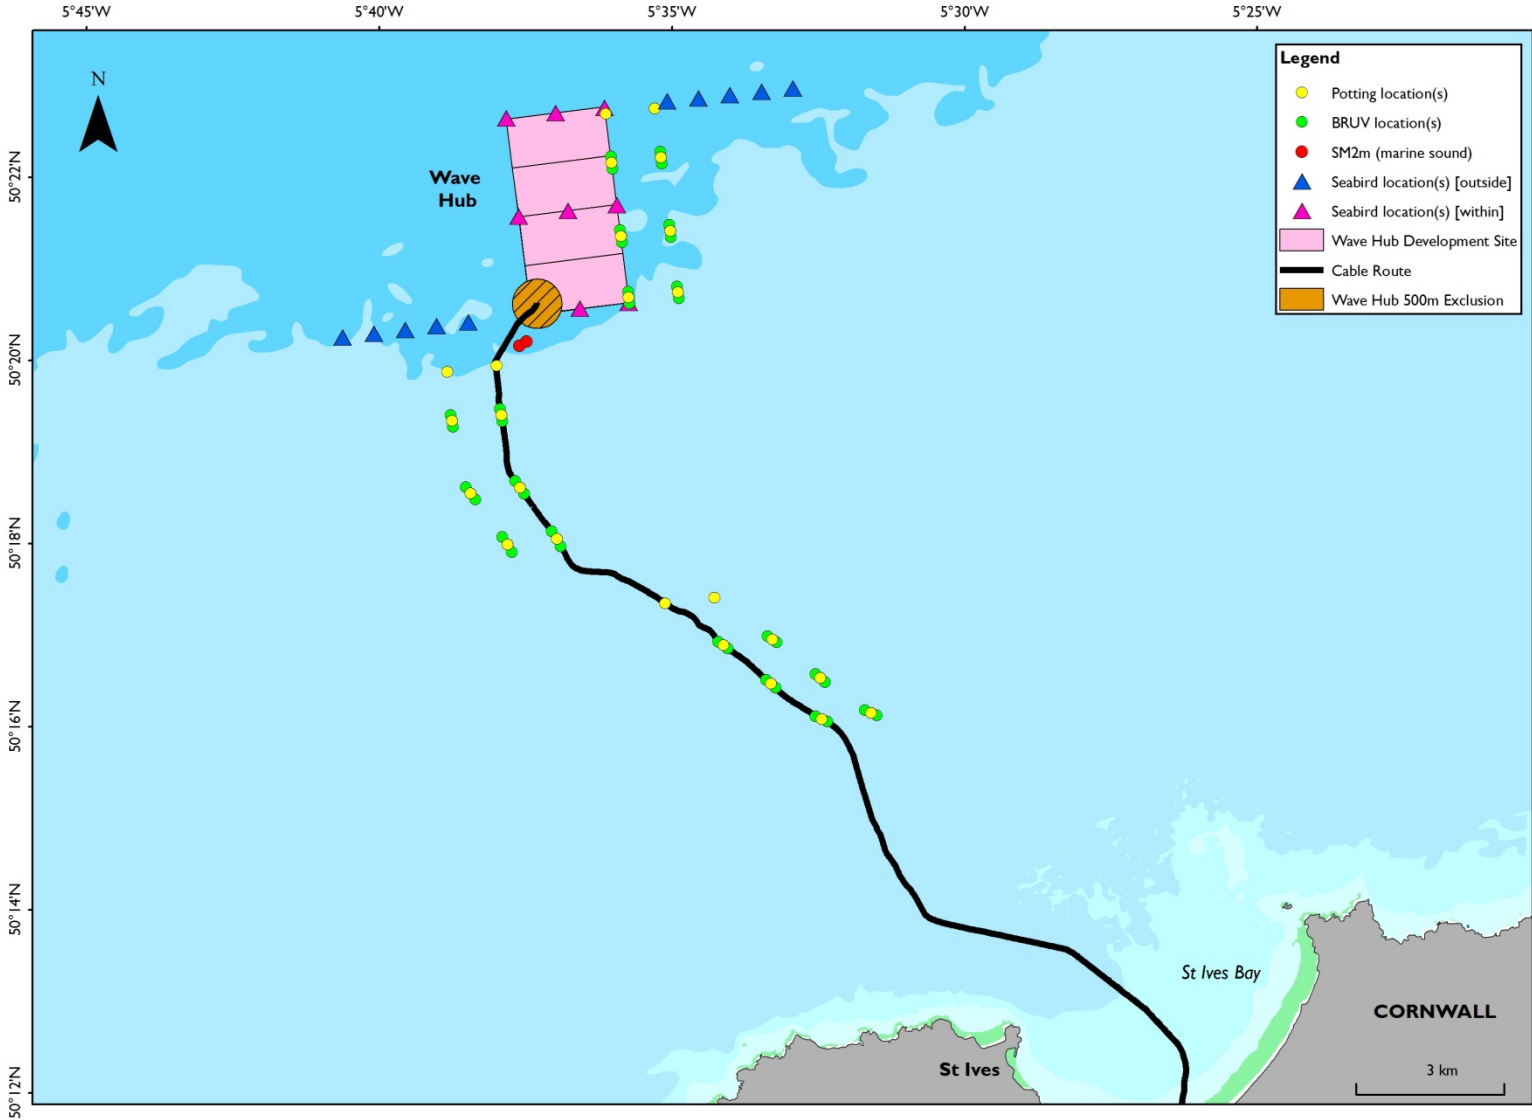 5°45'W 5°40'W 5°35'W 5°30'W 5°25'W
N
Legend
Potting location(s)
BRUV location(s)
SM2m (marine sound)
Seabird location(s) [outside]
Seabird location(s) [within]
Wave Hub Development Site
Cable Route
Wave Hub 500m Exclusion
Wave
Hub
50°22'N
50°20'N
50°18'N
50°16'N
50°14'N
50°12'N
St Ives Bay
CORNWALL
St Ives
3 km